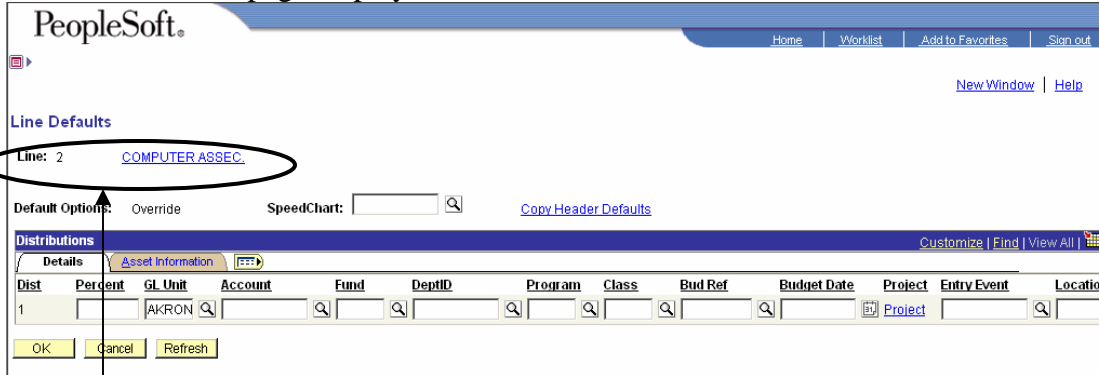 PeopleSoft®
Home | Worklist | Add to Favorites | Sign out
New Window | Help
Line Defaults
Line: 2 COMPUTER ASSEC.
Default Options: Override SpeedChart: Copy Header Defaults
Distributions Customize | Find | View All |
Details Asset Information
Dist Percent GL Unit Account Fund DeptID Program Class Bud Ref Budget Date Project Entry Event Locatio
1 AKRON Project
OK Cancel Refresh